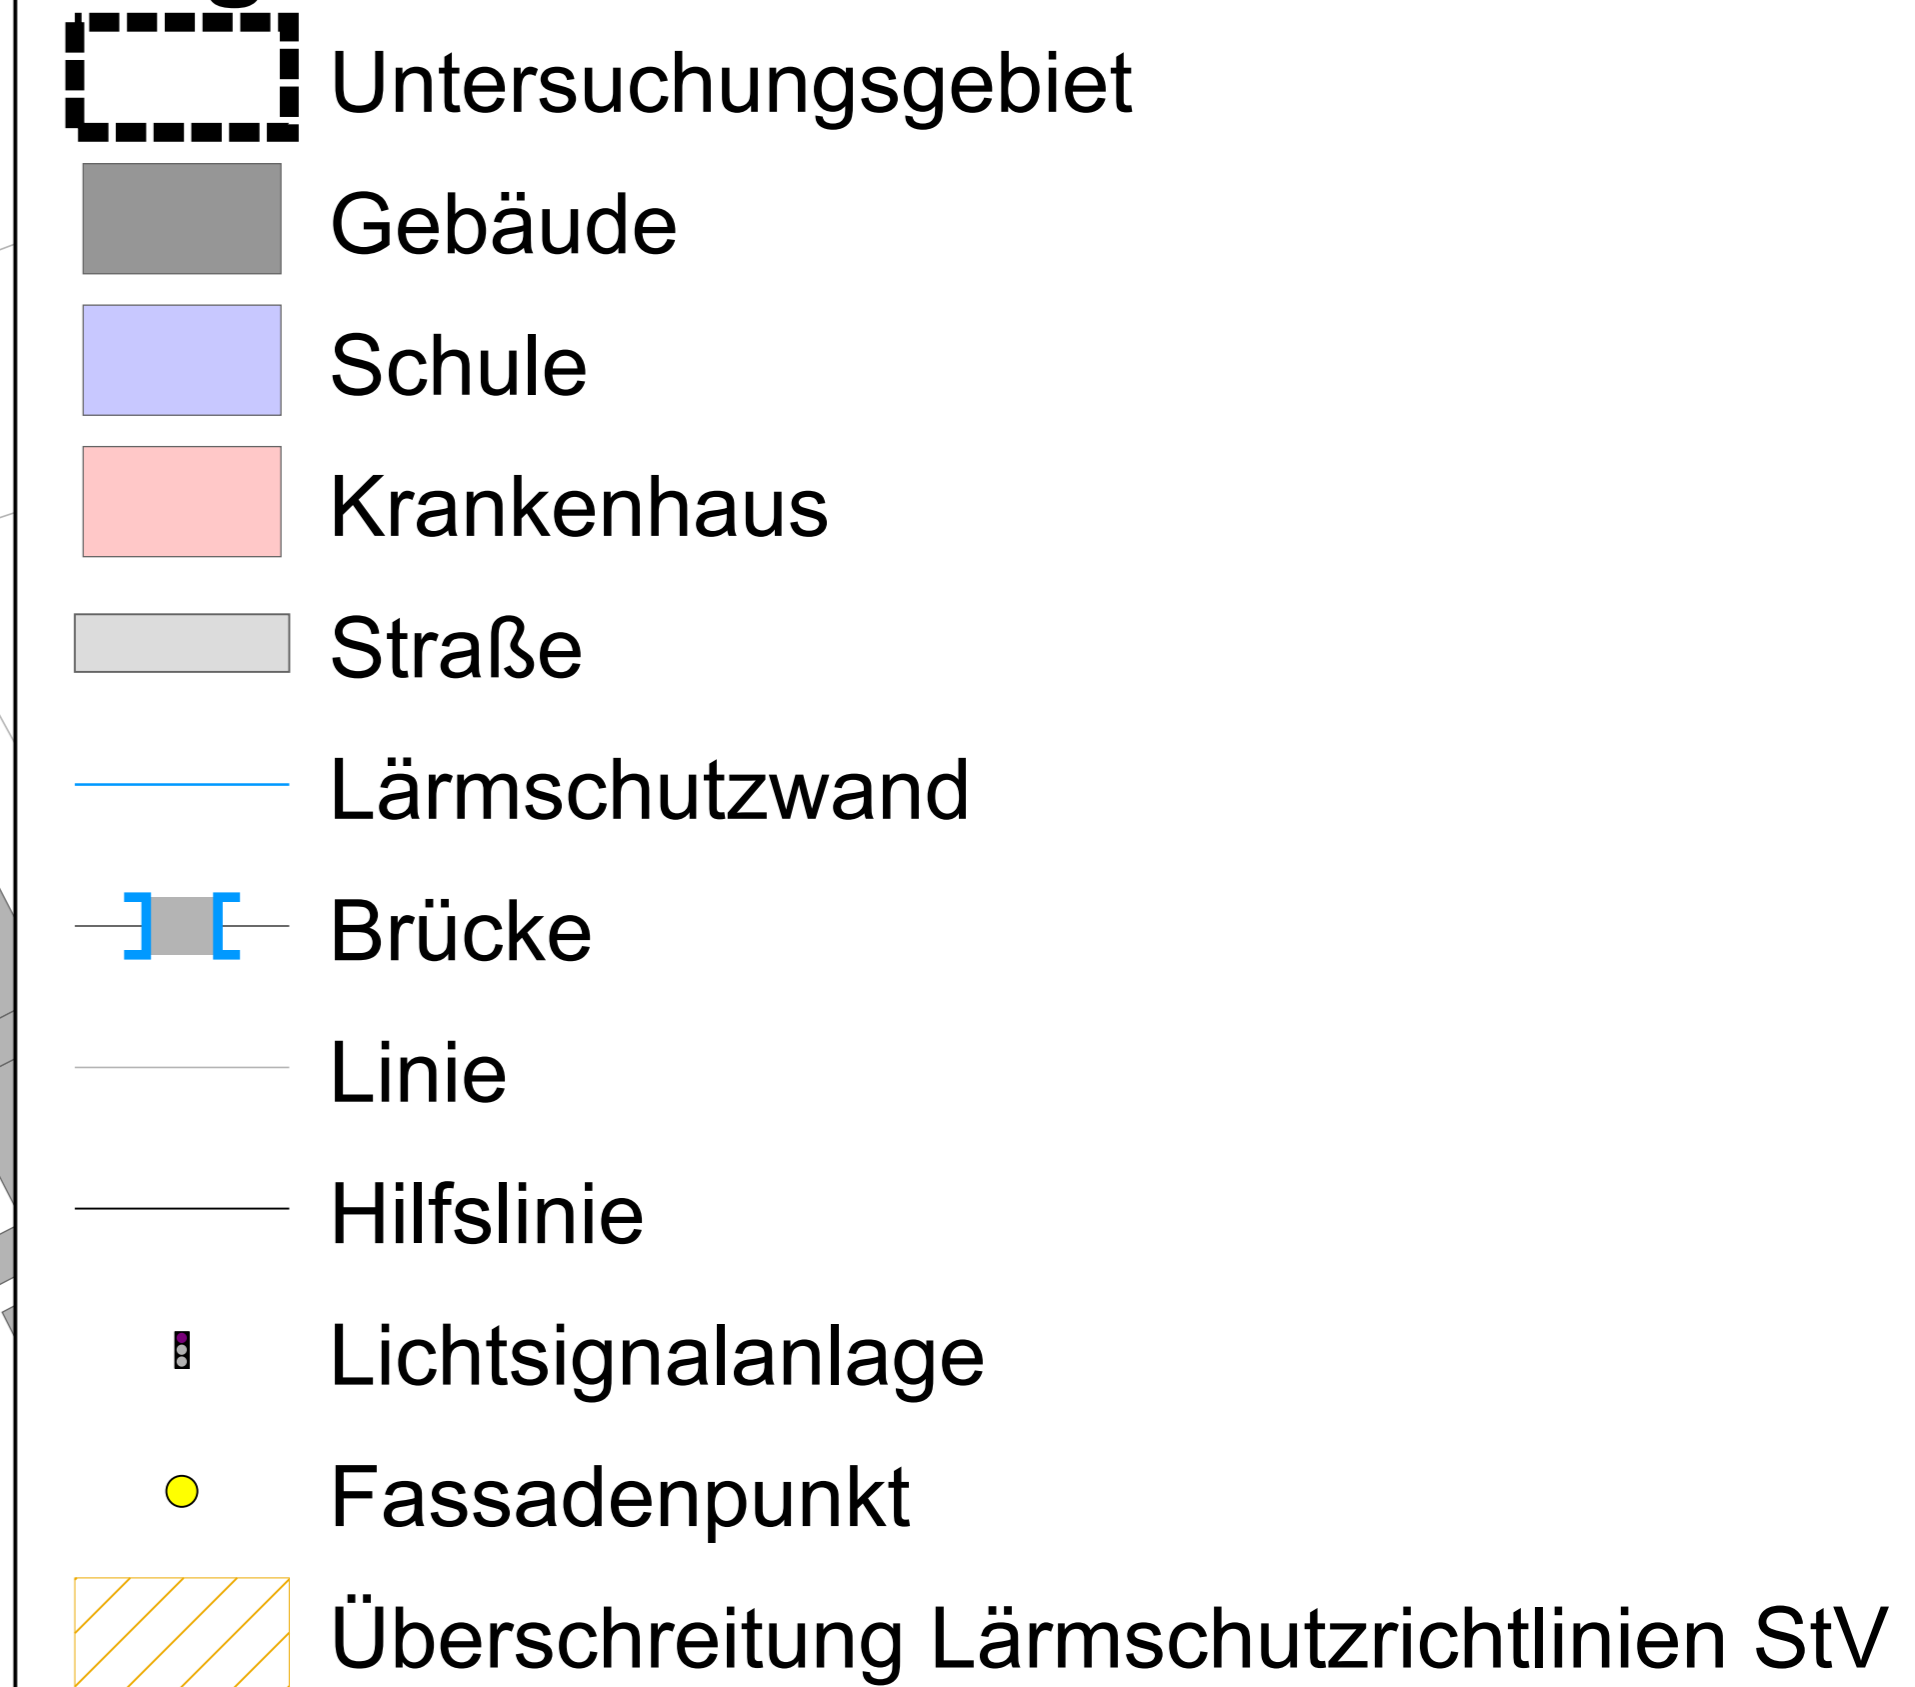 Untersuchungsgebiet
Gebäude
Schule
Krankenhaus
Straße
Lärmschutzwand
Brücke
Linie
Hilfslinie
Lichtsignalanlage
Fassadenpunkt
Überschreitung Lärmschutzrichtlinien StV